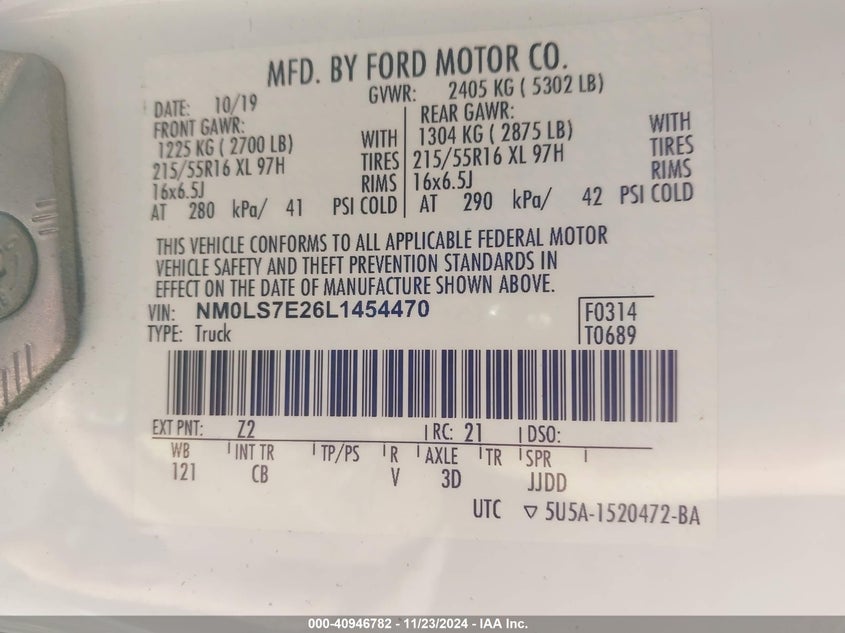 MFD. BY FORD MOTOR CO.
DATE: 10/19 GVWR: 2405 KG ( 5302 LB)
FRONT GAWR: REAR GAWR:
1225 KG ( 2700 LB) WITH 1304 KG ( 2875 LB) WITH
215/55R16 XL 97H TIRES 215/55R16 XL 97H TIRES
16x6.5J RIMS 16x6.5J RIMS
AT 280 kPa/ 41 PSI COLD AT 290 kPa/ 42 PSI COLD
THIS VEHICLE CONFORMS TO ALL APPLICABLE FEDERAL MOTOR
VEHICLE SAFETY AND THEFT PREVENTION STANDARDS IN
EFFECT ON THE DATE OF MANUFACTURE SHOWN ABOVE.
VIN: NM0LS7E26L1454470 F0314
TYPE: Truck T0689
EXT PNT: Z2 RC: 21 DSO:
WB INT TR TP/PS R AXLE TR SPR
121 CB V 3D JJDD
UTC ▽ 5U5A-1520472-BA
000-40946782 - 11/23/2024 - IAA Inc.